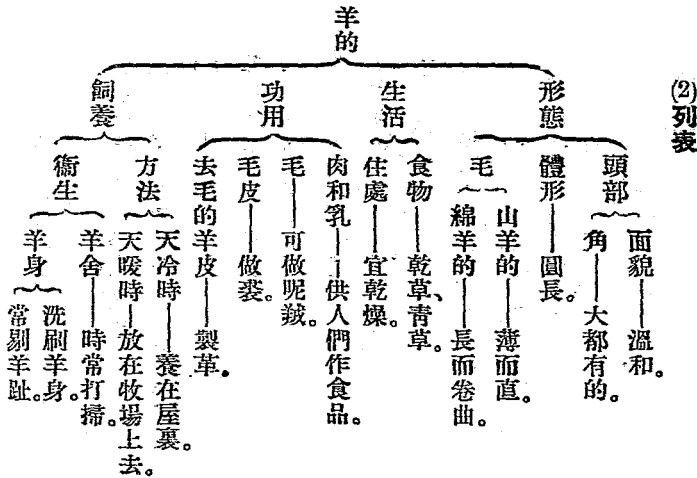 (2)列表
羊的
形態
頭部
面貌——溫和。
角——大都有的。
體形——圓長。
毛
山羊的——薄而直。
綿羊的——長而卷曲。
生活
食物——乾草、青草。
住處——宜乾燥。
功用
肉和乳——供人們作食品。
毛——可做呢絨。
毛皮——做裘。
去毛的羊皮——製革。
飼養
方法
天冷時——養在屋裏。
天暖時——放在牧場上去。
衞生
羊舍——時常打掃。
羊身
洗刷羊身。
常剔羊趾。